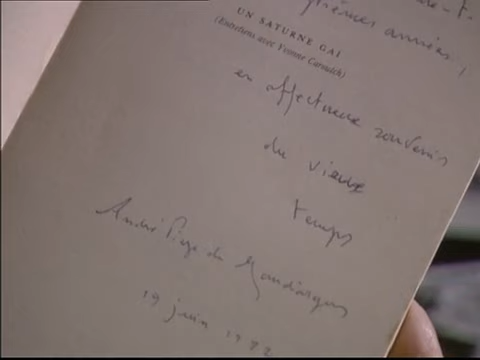 années,
UN SATURNE GAI
(Entretiens avec Yvonne Caroutch)
en affectueux souvenir
du vieux
temps
André Pieyre de Mandiargues
19 juin 1982